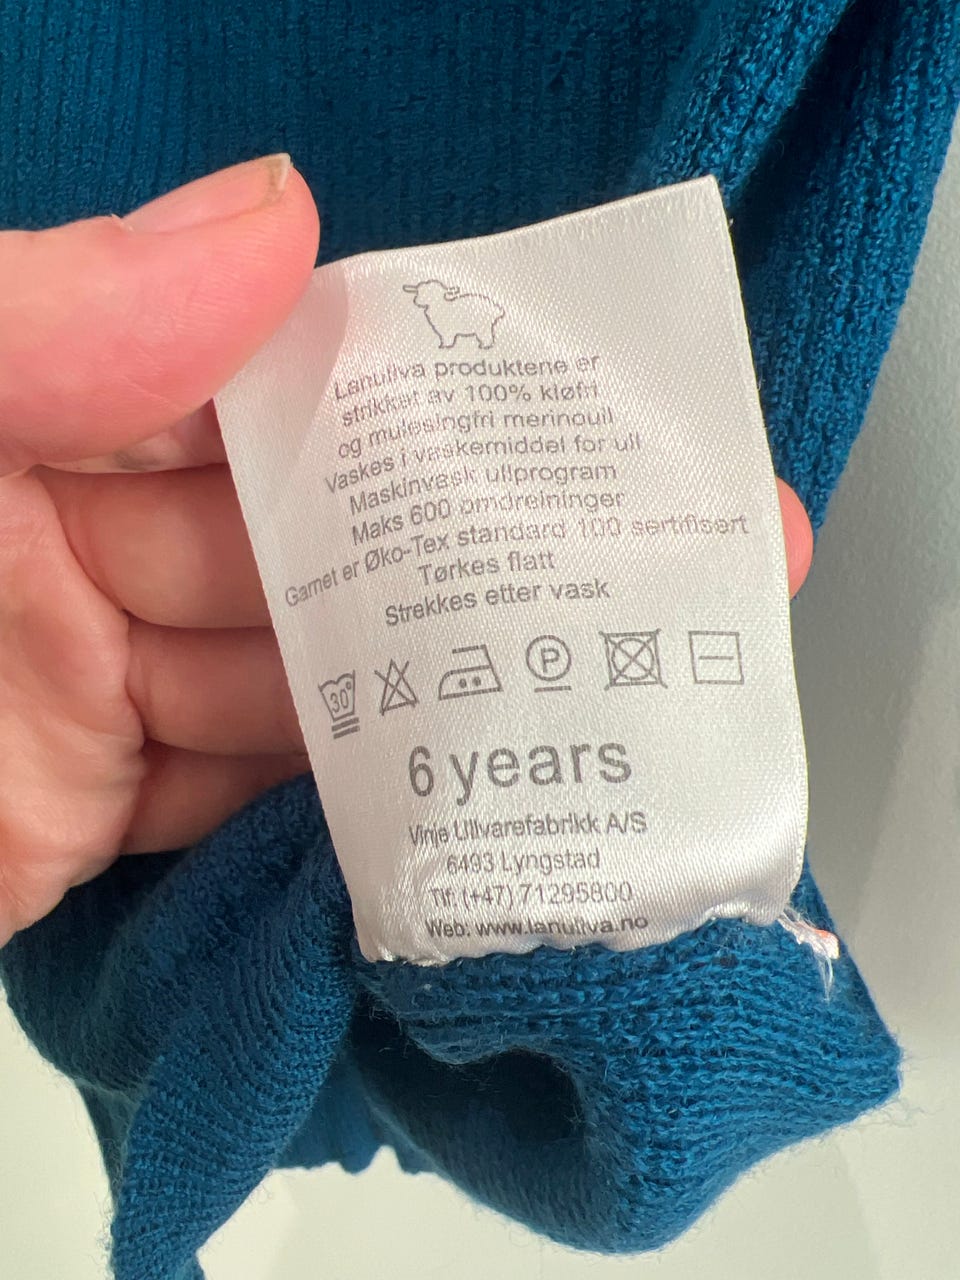 Lanullva produktene er
strikket av 100% kløfri
og mulesingfri merinoull
Vaskes i vaskemiddel for ull
Maskinvask ullprogram
Maks 600 omdreininger
Garnet er Øko-Tex standard 100 sertifisert
Tørkes flatt
Strekkes etter vask
30° P
6 years
Vinje Ullvarefabrikk A/S
6493 Lyngstad
Tlf: (+47) 71295800
Web: www.lanullva.no